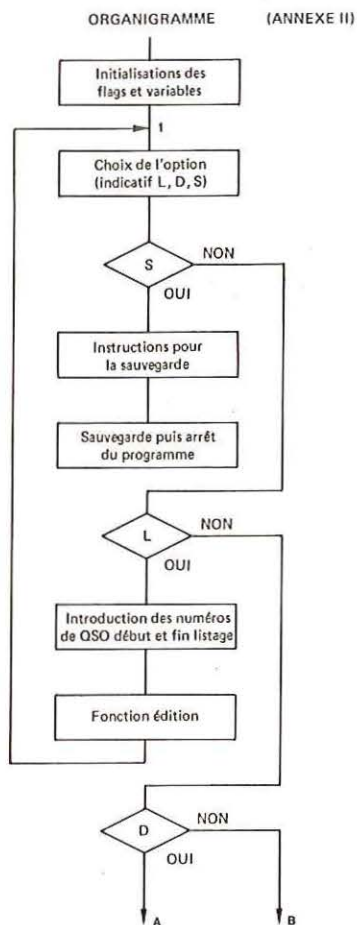 ORGANIGRAMME (ANNEXE II)
Initialisations des
flags et variables
1
Choix de l'option
(indicatif L, D, S)
S
NON
OUI
Instructions pour
la sauvegarde
Sauvegarde puis arrêt
du programme
L
NON
OUI
Introduction des numéros
de QSO début et fin listage
Fonction édition
D
NON
OUI
A
B